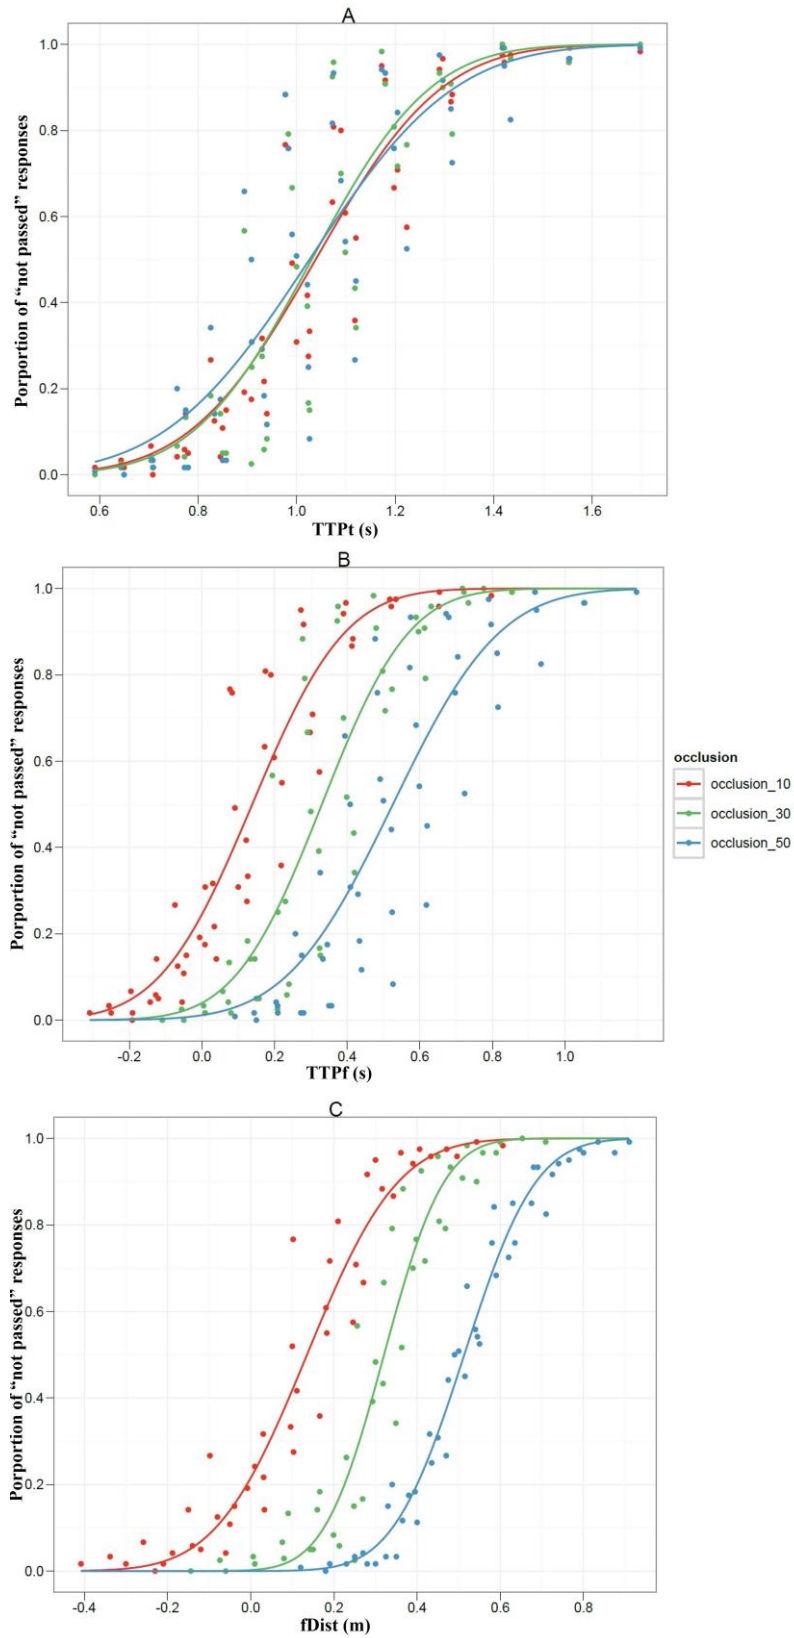 A
1.0
0.8
0.6
0.4
0.2
0.0
Porportion of “not passed” responses
0.6 0.8 1.0 1.2 1.4 1.6
TTPt (s)
B
1.0
0.8
0.6
0.4
0.2
0.0
Porportion of “not passed” responses
-0.2 0.0 0.2 0.4 0.6 0.8 1.0
TTPf (s)
occlusion
occlusion_10
occlusion_30
occlusion_50
C
1.0
0.8
0.6
0.4
0.2
0.0
Porportion of “not passed” responses
-0.4 -0.2 0.0 0.2 0.4 0.6 0.8
fDist (m)